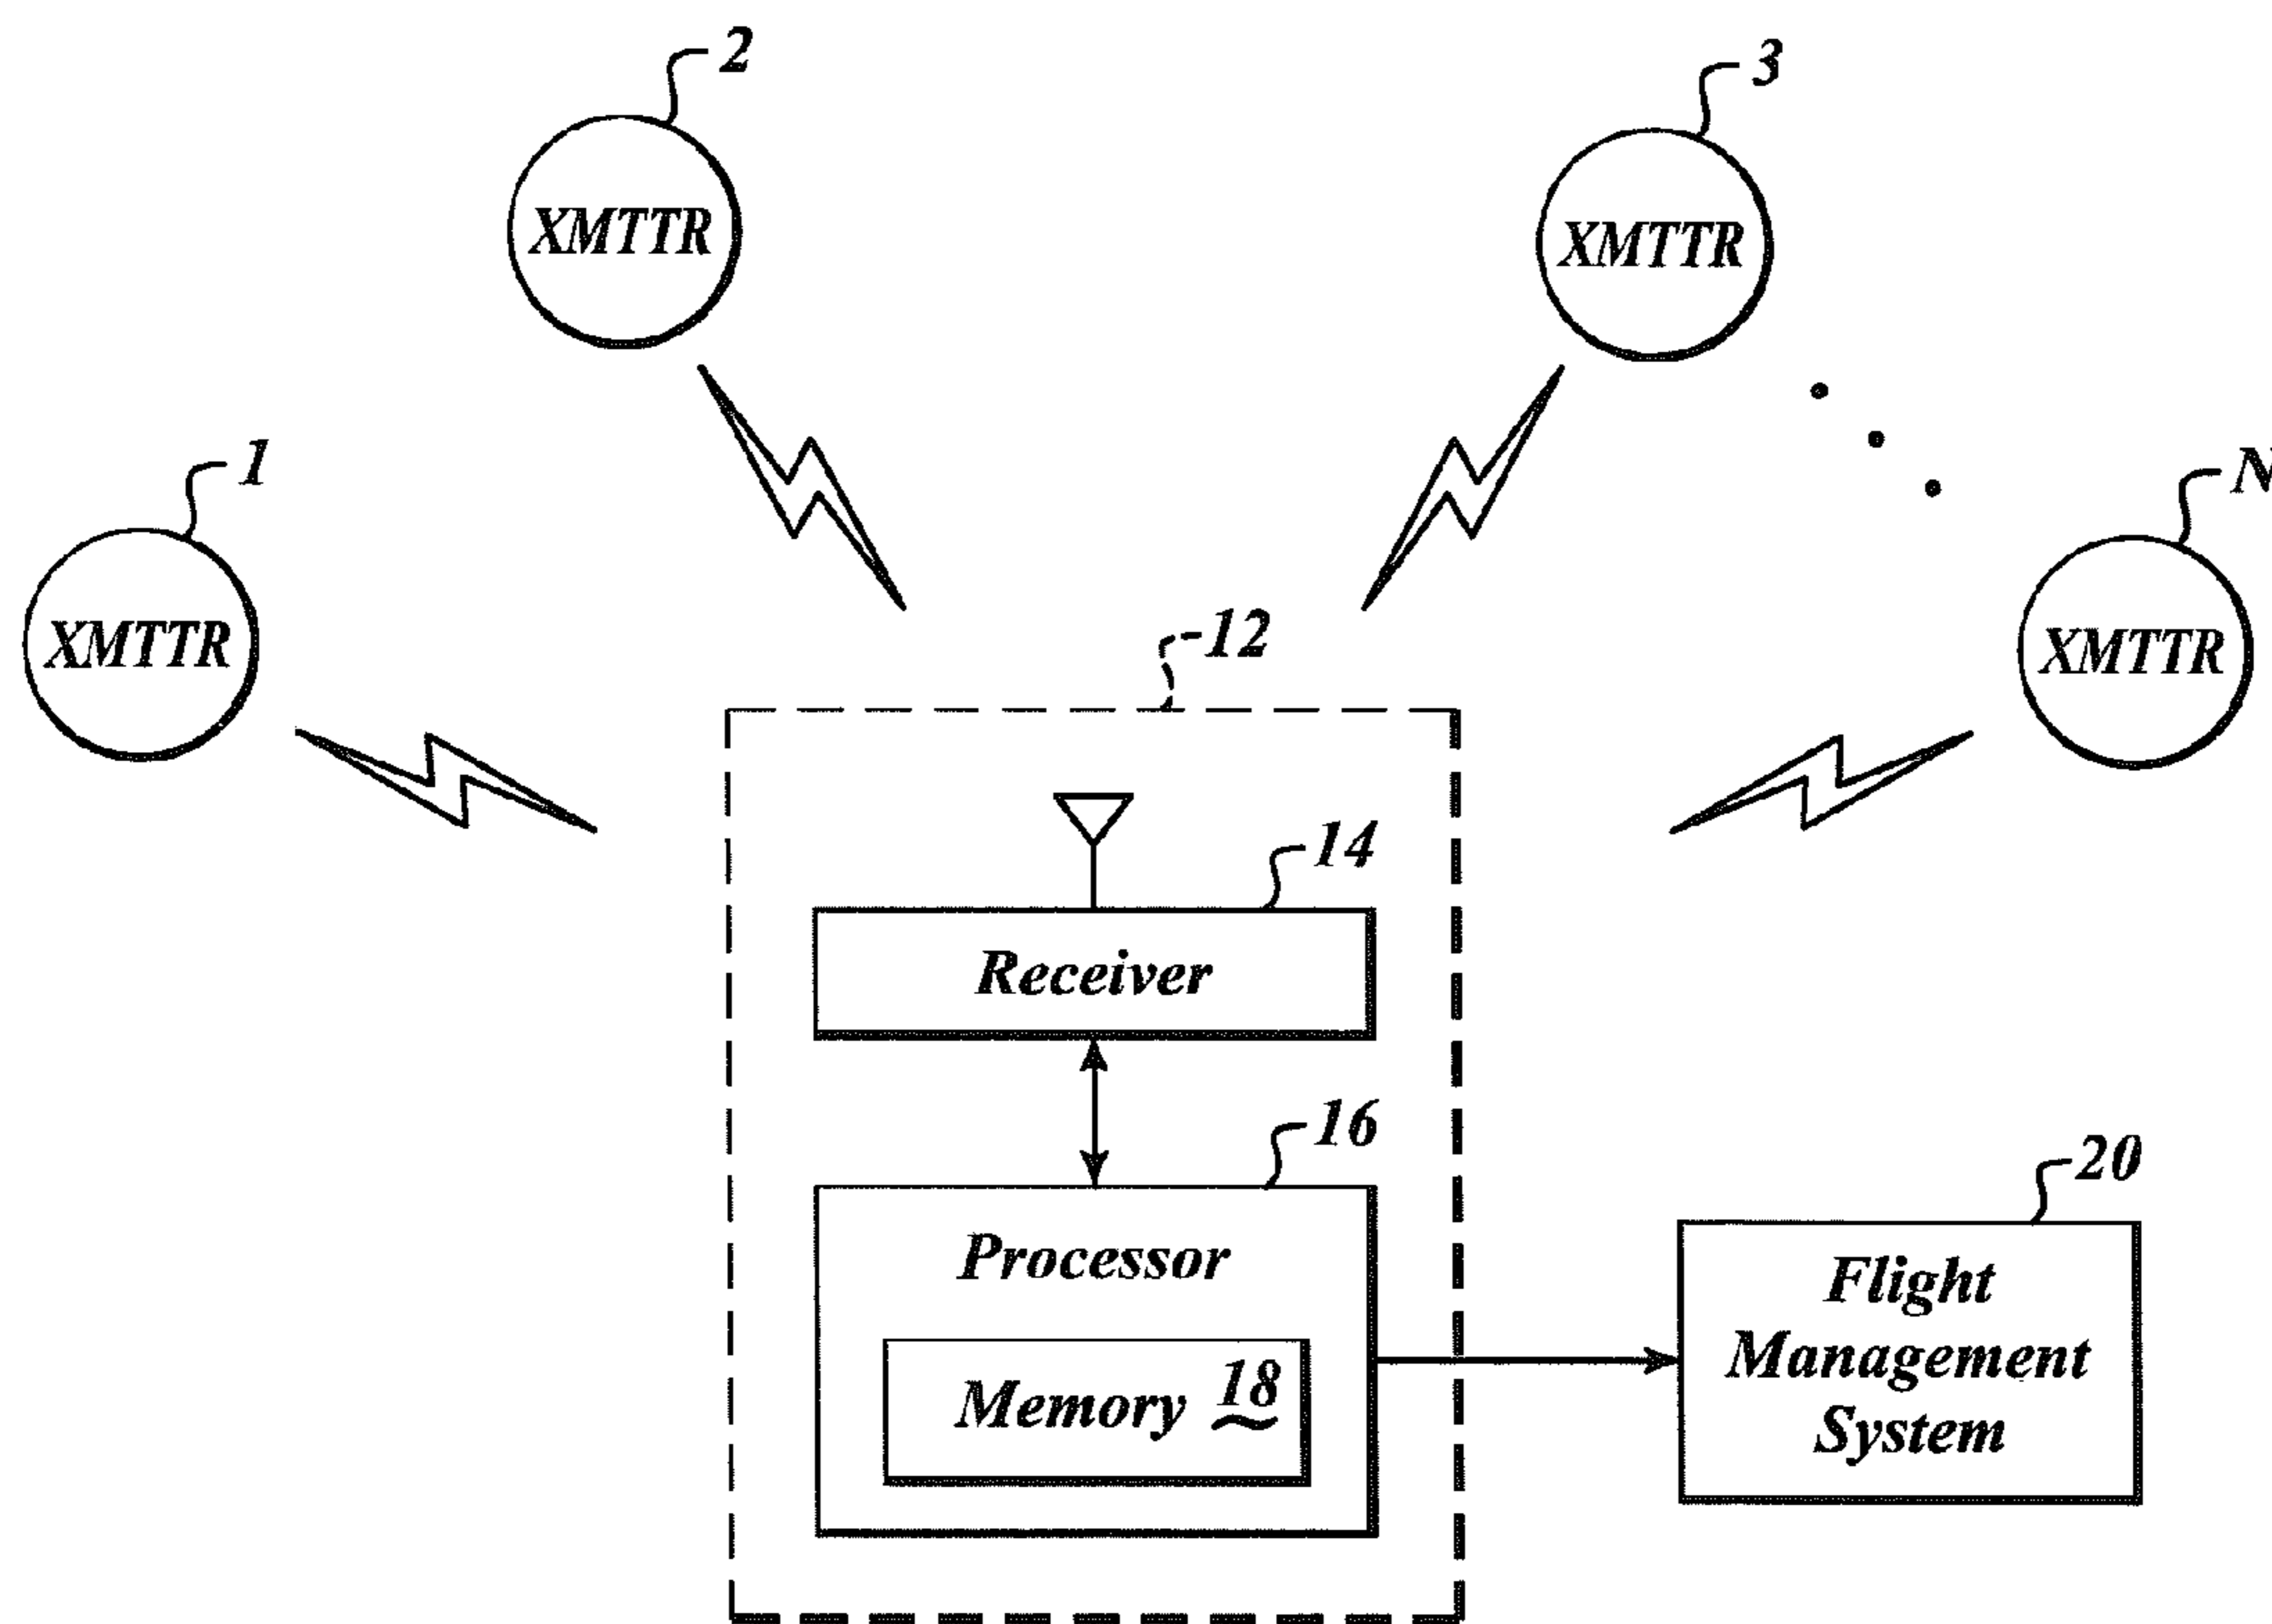 2
3
XMTTR
XMTTR
1
N
XMTTR
XMTTR
12
14
Receiver
16
Processor
Memory 18
20
Flight
Management
System